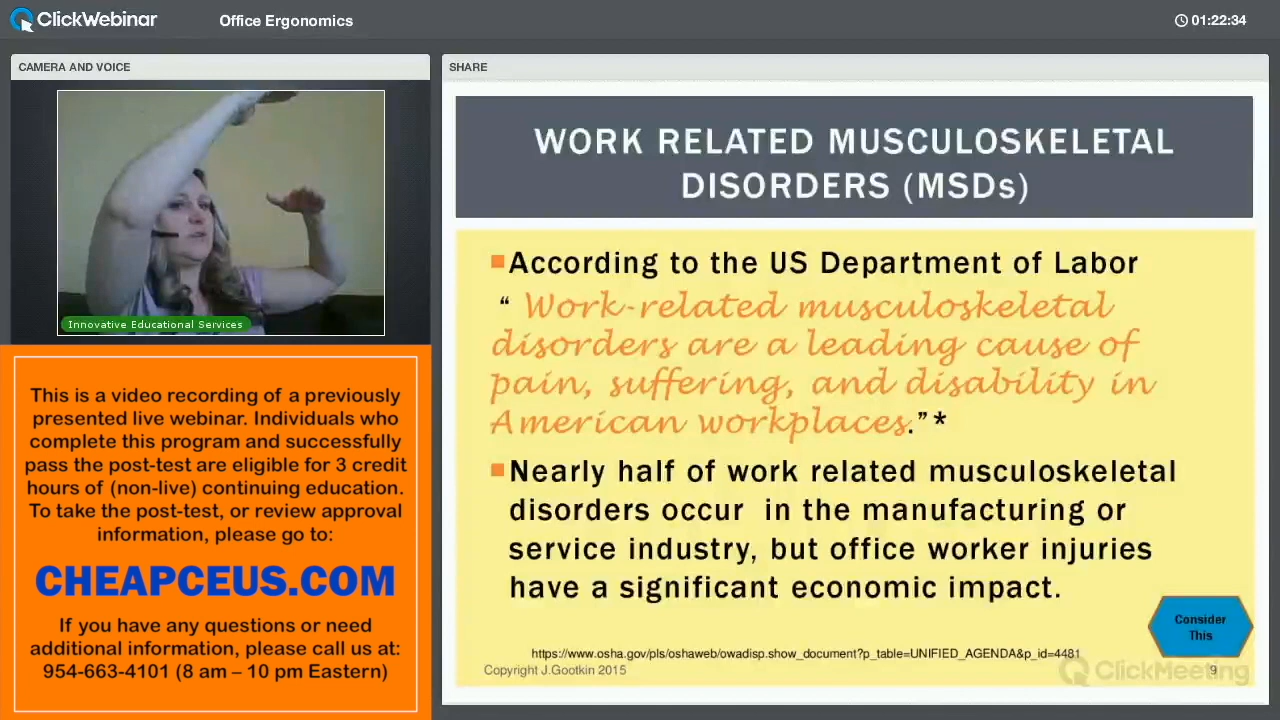 ClickWebinar
Office Ergonomics
01:22:34
CAMERA AND VOICE
Innovative Educational Services
This is a video recording of a previously
presented live webinar. Individuals who
complete this program and successfully
pass the post-test are eligible for 3 credit
hours of (non-live) continuing education.
To take the post-test, or review approval
information, please go to:
CHEAPCEUS.COM
If you have any questions or need
additional information, please call us at:
954-663-4101 (8 am – 10 pm Eastern)
SHARE
WORK RELATED MUSCULOSKELETAL
DISORDERS (MSDs)
According to the US Department of Labor
“ Work-related musculoskeletal
disorders are a leading cause of
pain, suffering, and disability in
American workplaces.” *
Nearly half of work related musculoskeletal
disorders occur in the manufacturing or
service industry, but office worker injuries
have a significant economic impact.
Consider
This
https://www.osha.gov/pls/oshaweb/owadisp.show_document?p_table=UNIFIED_AGENDA&p_id=4481
Copyright J.Gootkin 2015
9
ClickMeeting